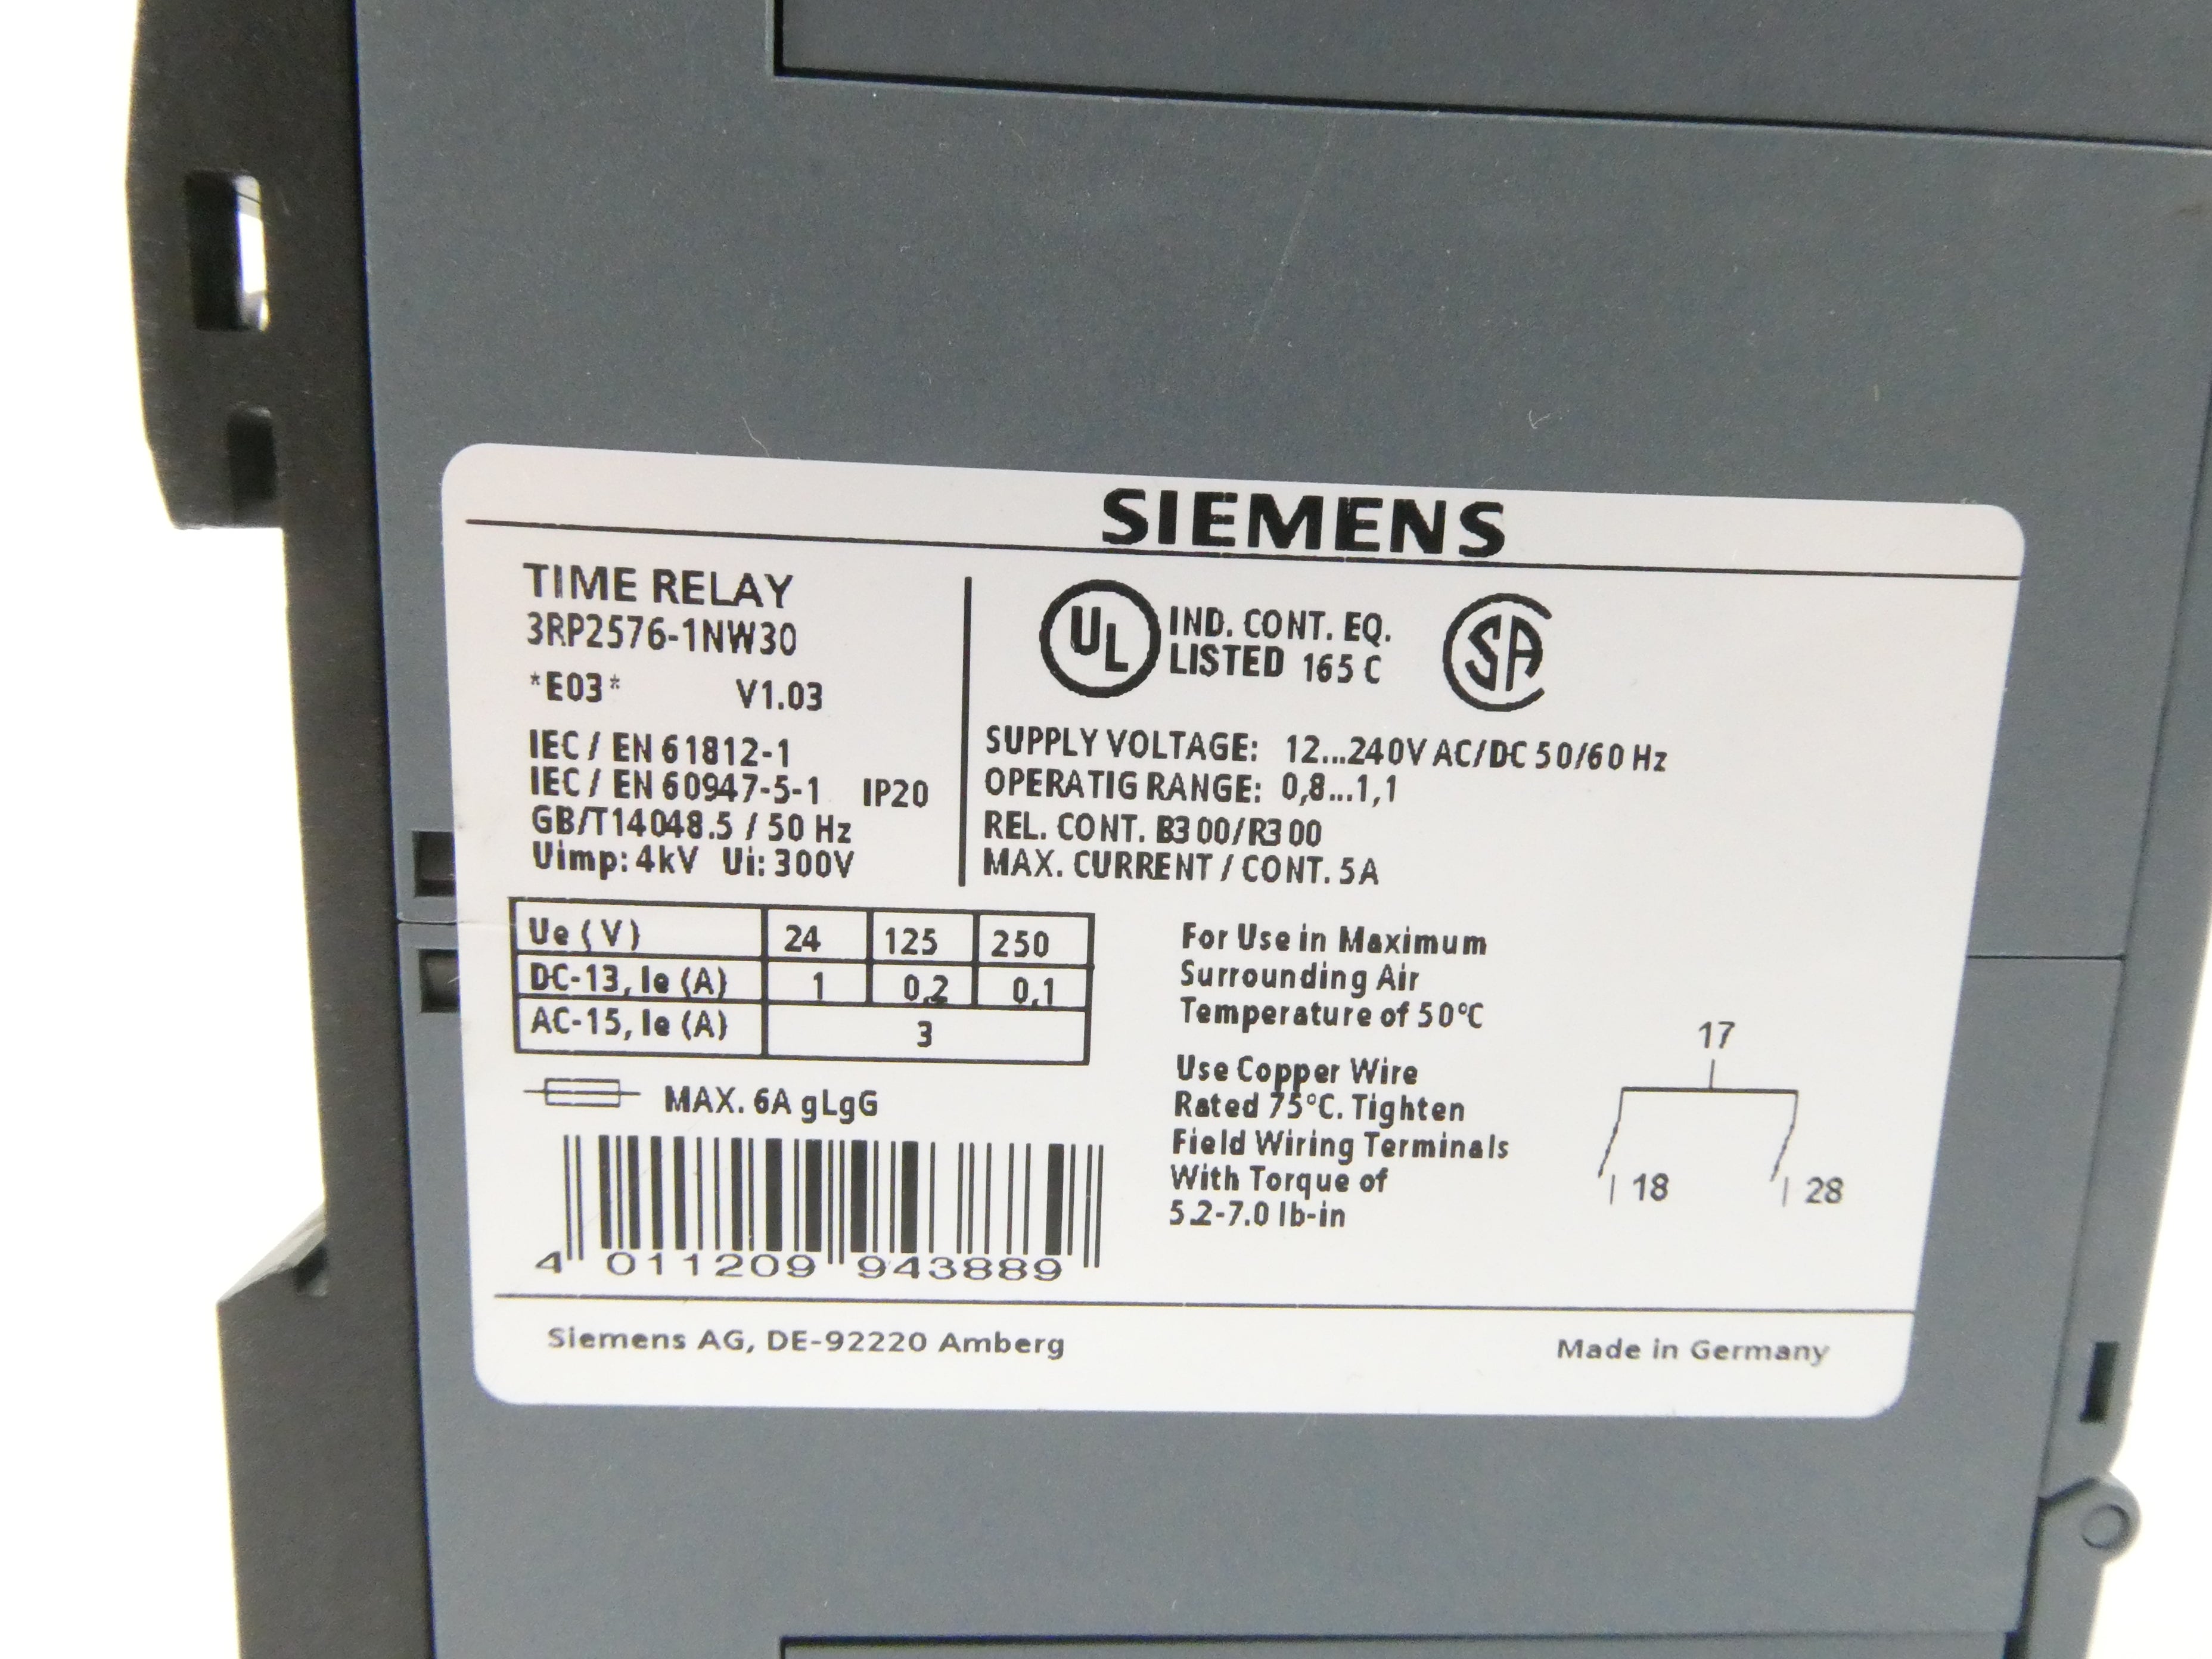 SIEMENS
TIME RELAY
3RP2576-1NW30
*E03* V1.03
IEC / EN 61812-1
IEC / EN 60947-5-1 IP20
GB/T14048.5 / 50 Hz
Uimp: 4kV Ui: 300V
UL IND. CONT. EQ.
LISTED 165 C
SA
SUPPLY VOLTAGE: 12...240V AC/DC 50/60 Hz
OPERATIG RANGE: 0,8...1,1
REL. CONT. B300/R300
MAX. CURRENT / CONT. 5A
Ue (V) 24 125 250
DC-13, Ie (A) 1 0,2 0,1
AC-15, Ie (A) 3
MAX. 6A gLgG
4 011209 943889
For Use in Maximum
Surrounding Air
Temperature of 50°C
Use Copper Wire
Rated 75°C. Tighten
Field Wiring Terminals
With Torque of
5.2-7.0 lb-in
17
18 28
Siemens AG, DE-92220 Amberg Made in Germany